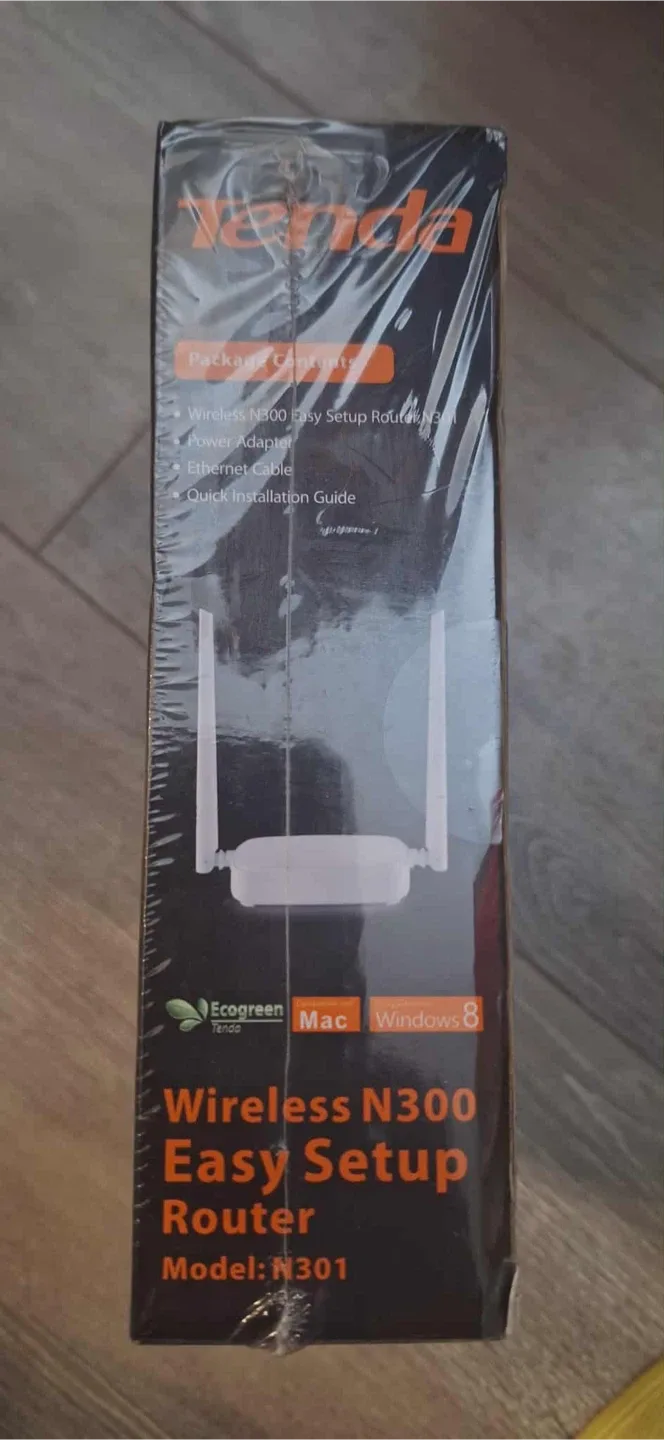 Tenda
Package Contents
• Wireless N300 Easy Setup Router N301
• Power Adapter
• Ethernet Cable
• Quick Installation Guide
Ecogreen
Tenda
Mac
Windows 8
Wireless N300
Easy Setup
Router
Model: N301